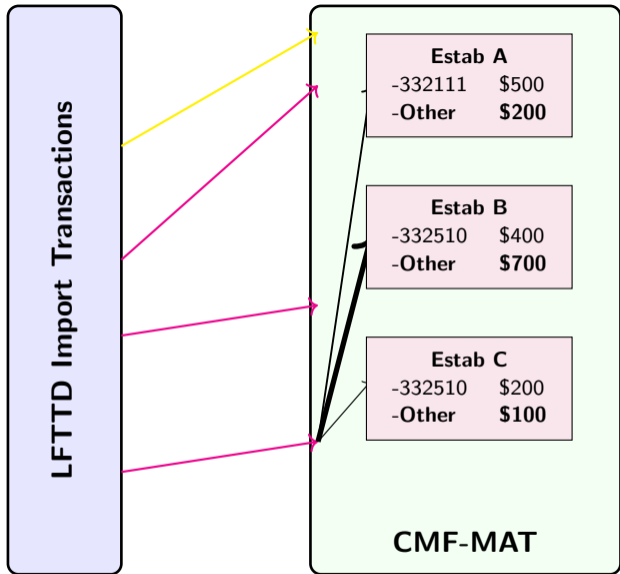 LFTTD Import Transactions
Estab A
-332111 $500
-Other $200
Estab B
-332510 $400
-Other $700
Estab C
-332510 $200
-Other $100
CMF-MAT